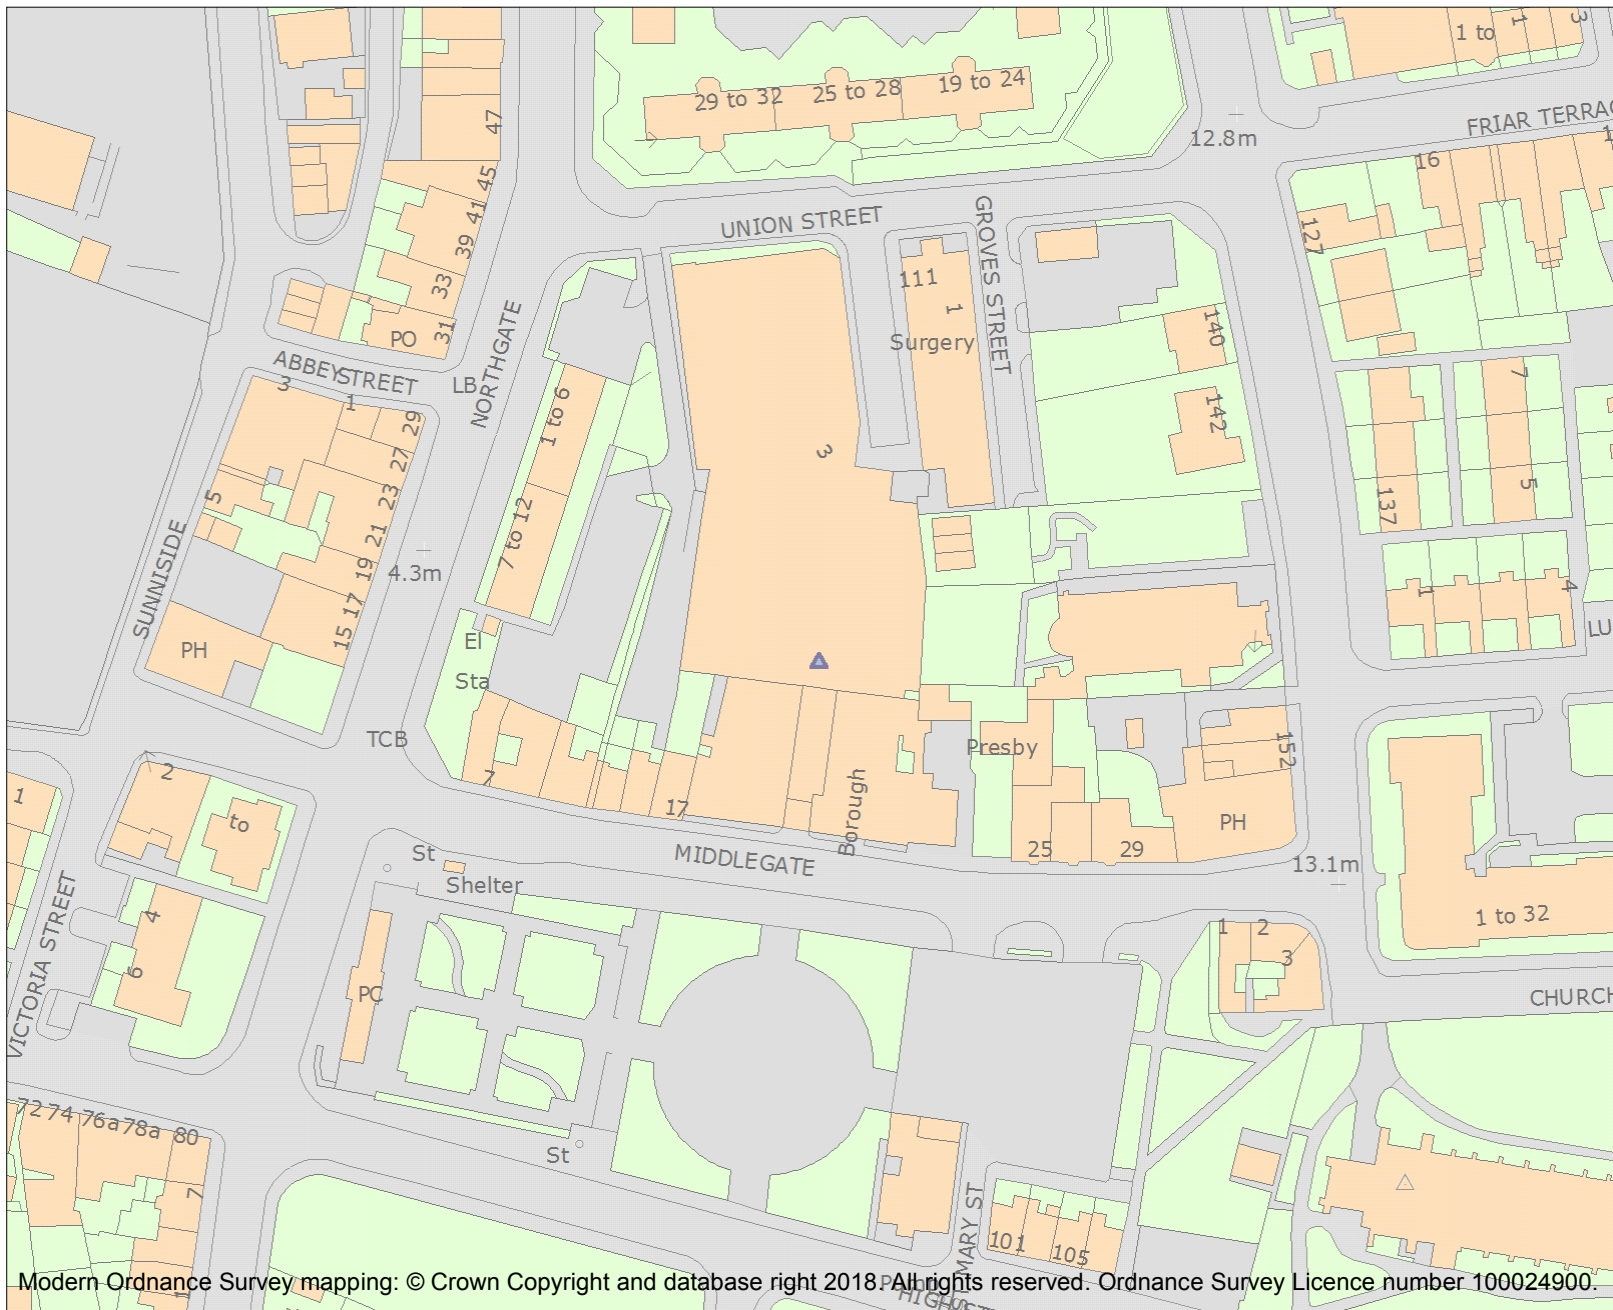 1 to
1
3
29 to 32
25 to 28
19 to 24
47
12.8m
FRIAR
16
45
41
39
33
31
UNION STREET
GROVES STREET
127
111
1
Surgery
140
142
PO
ABBEYSTREET
LB
NORTHGATE
3
1
29
27
23
21
19
17
15
5
1 to 6
7 to 12
3
7
5
137
4.3m
SUNNISIDE
PH
El
Sta
1
4
TCB
Presby
152
7
17
Borough
PH
25
29
2
1
to
St
Shelter
MIDDLEGATE
13.1m
1 to 32
VICTORIA STREET
4
6
PC
1
2
3
CHURCH
72 74 76a 78a 80
7
St
MARY ST
101
105
Modern Ordnance Survey mapping: © Crown Copyright and database right 2018. All rights reserved. Ordnance Survey Licence number 100024900.